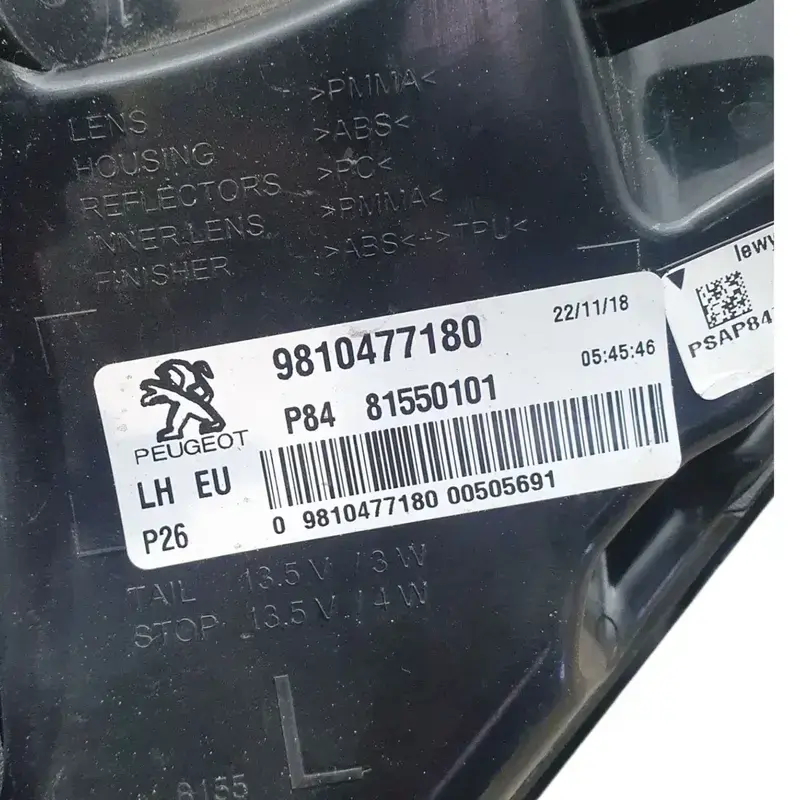 LENS >PMMA<
HOUSING >ABS<
REFLECTORS >PC<
INNER LENS >PMMA<
FINISHER >ABS<+>TPU<
lewy
PSAP84
9810477180 22/11/18
P84 81550101 05:45:46
PEUGEOT
LH EU
P26 0 9810477180 00505691
TAIL 13.5 V / 3 W
STOP 13.5 V / 4 W
L
8155